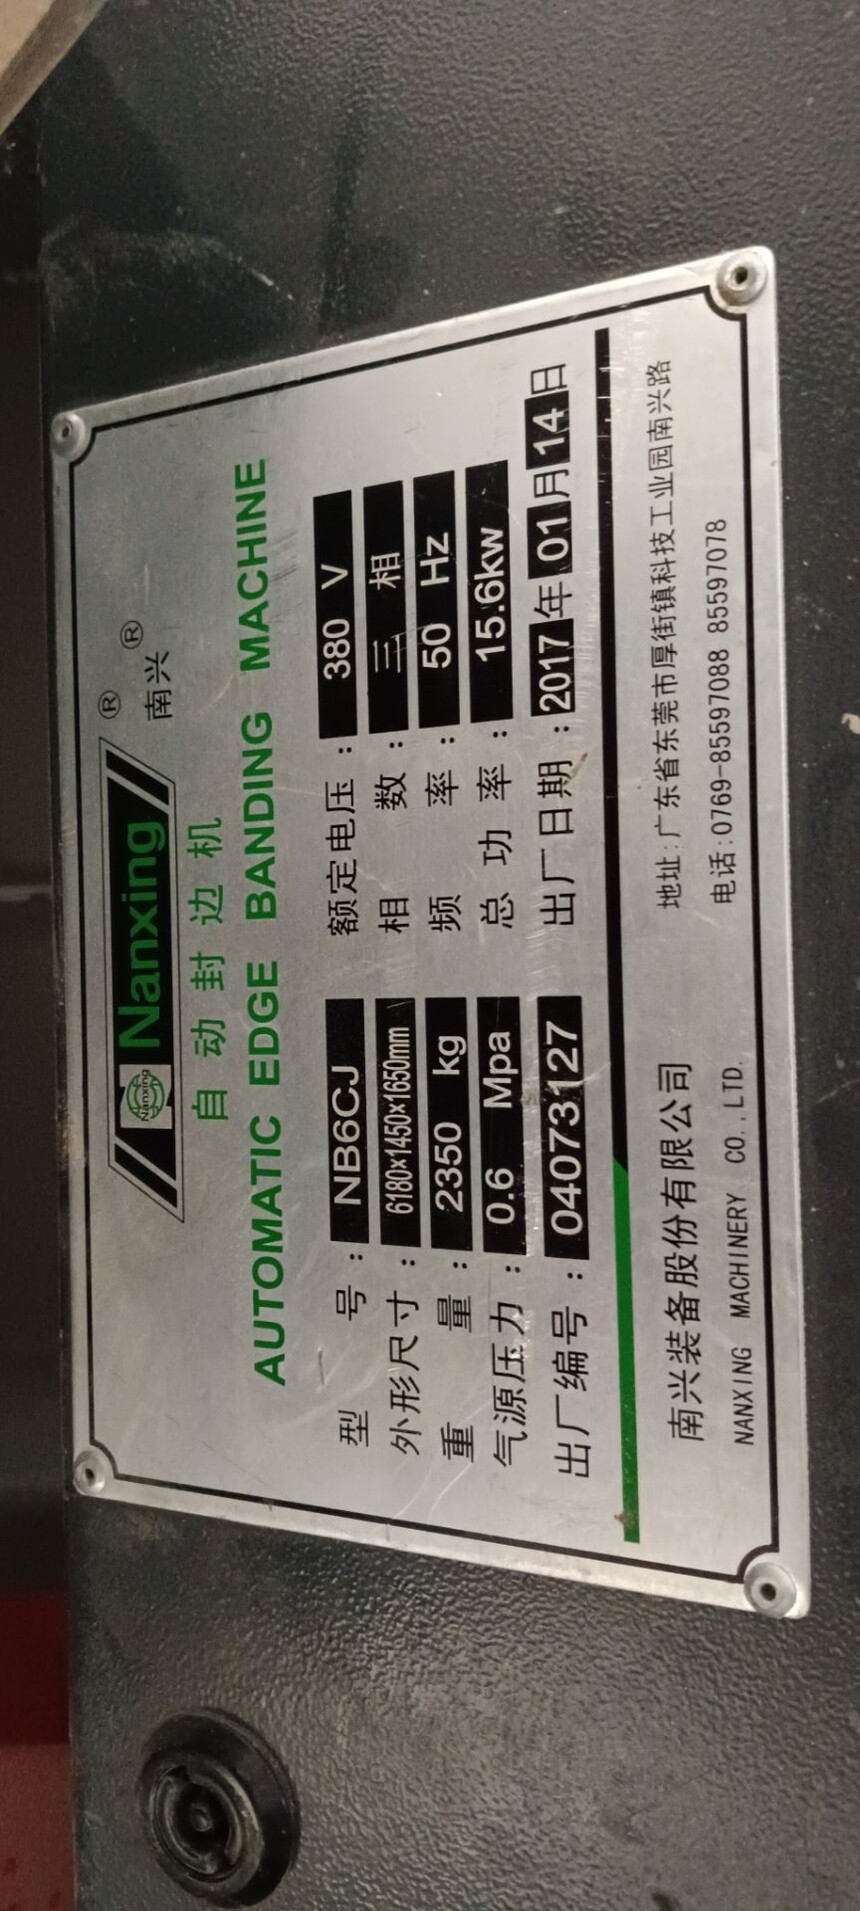 Nanxing ®
Nanxing
南兴 ®
自动封边机
AUTOMATIC EDGE BANDING MACHINE
型号: NB6CJ 额定电压: 380 V
外形尺寸: 6180×1450×1650mm 相数: 三相
重量: 2350 kg 频率: 50 Hz
气源压力: 0.6 Mpa 总功率: 15.6kw
出厂编号: 04073127 出厂日期: 2017年01月14日
南兴装备股份有限公司 地址:广东省东莞市厚街镇科技工业园南兴路
NANXING MACHINERY CO.,LTD. 电话:0769-85597088 85597078